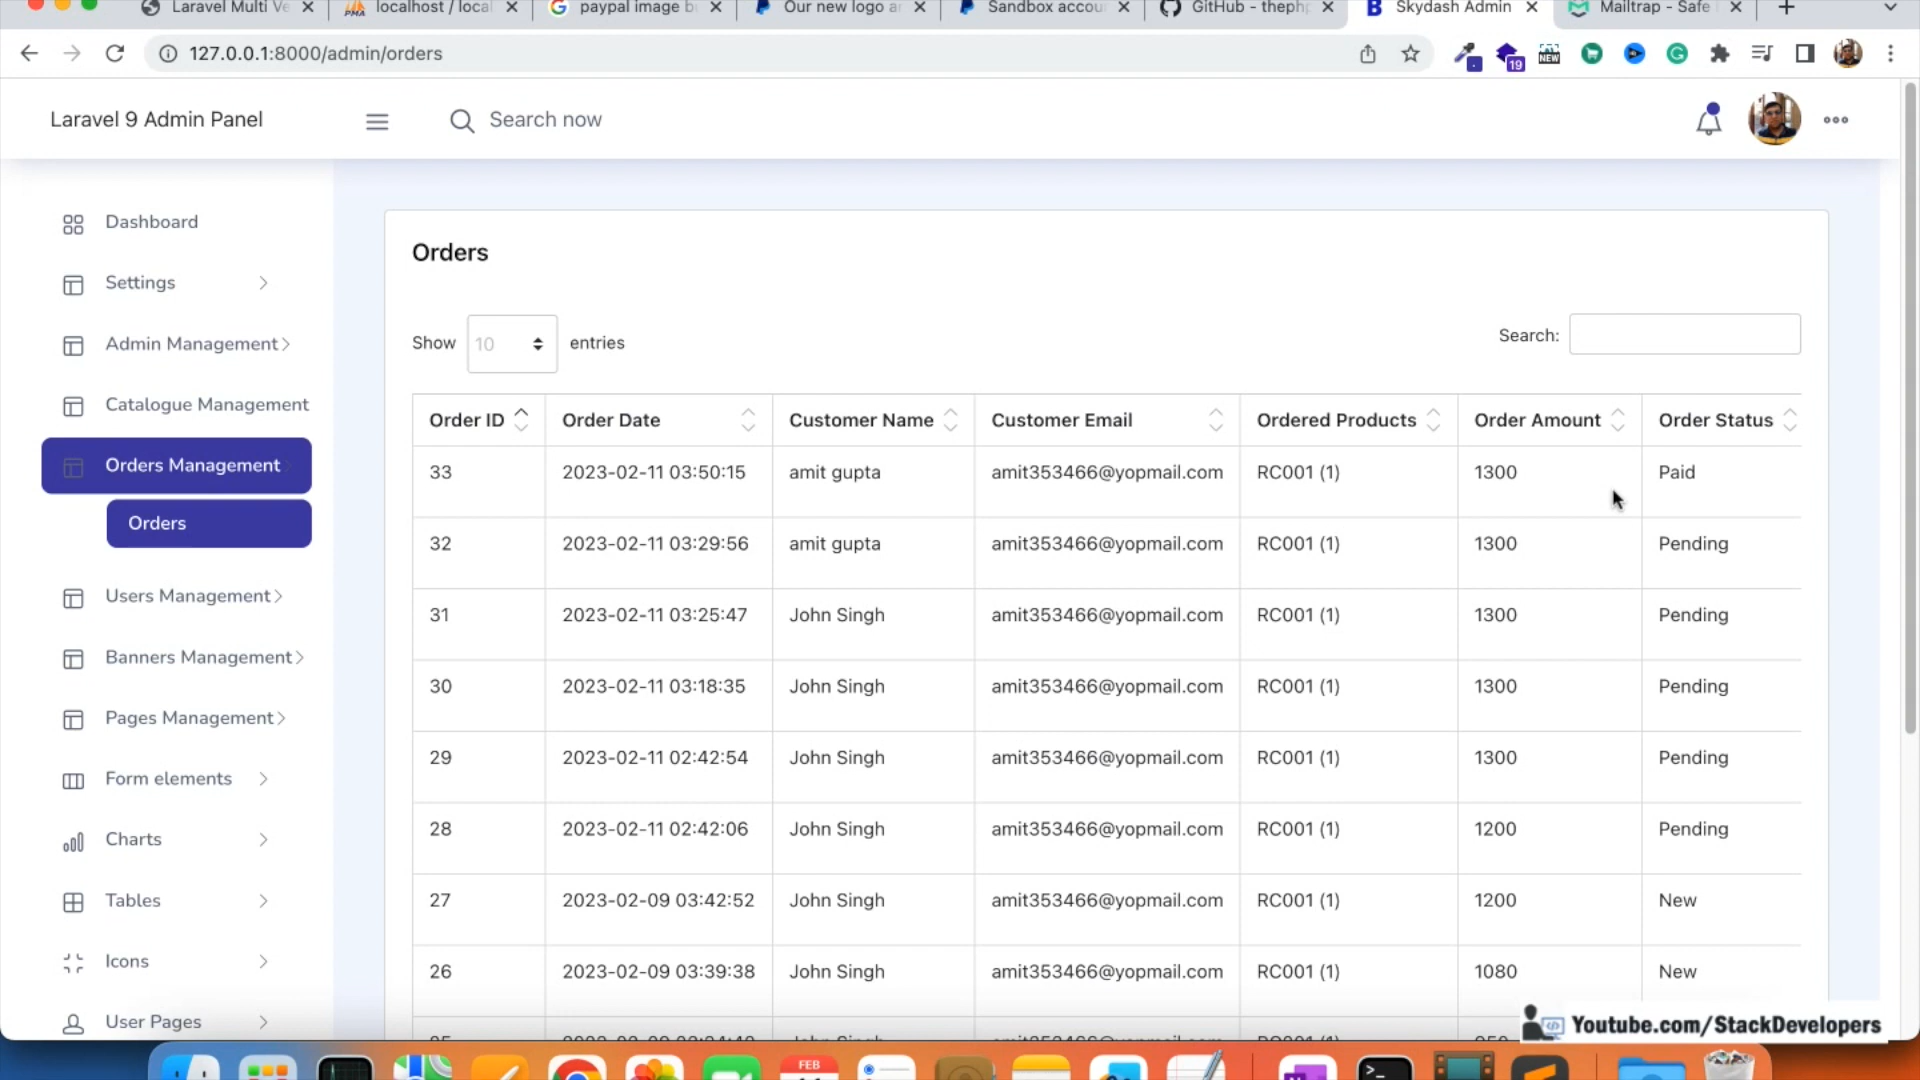 Laravel Multi Ve
localhost / local
paypal image b
Our new logo a
Sandbox accou
GitHub - thephp
Skydash Admin
Mailtrap - Safe
127.0.0.1:8000/admin/orders
19
NEW
Laravel 9 Admin Panel
Search now
Dashboard
Settings
Admin Management
Catalogue Management
Orders Management
Orders
Users Management
Banners Management
Pages Management
Form elements
Charts
Tables
Icons
User Pages
Orders
Show 10 entries
Search:
Order ID Order Date Customer Name Customer Email Ordered Products Order Amount Order Status
33 2023-02-11 03:50:15 amit gupta amit353466@yopmail.com RC001 (1) 1300 Paid
32 2023-02-11 03:29:56 amit gupta amit353466@yopmail.com RC001 (1) 1300 Pending
31 2023-02-11 03:25:47 John Singh amit353466@yopmail.com RC001 (1) 1300 Pending
30 2023-02-11 03:18:35 John Singh amit353466@yopmail.com RC001 (1) 1300 Pending
29 2023-02-11 02:42:54 John Singh amit353466@yopmail.com RC001 (1) 1300 Pending
28 2023-02-11 02:42:06 John Singh amit353466@yopmail.com RC001 (1) 1200 Pending
27 2023-02-09 03:42:52 John Singh amit353466@yopmail.com RC001 (1) 1200 New
26 2023-02-09 03:39:38 John Singh amit353466@yopmail.com RC001 (1) 1080 New
Youtube.com/StackDevelopers
FEB